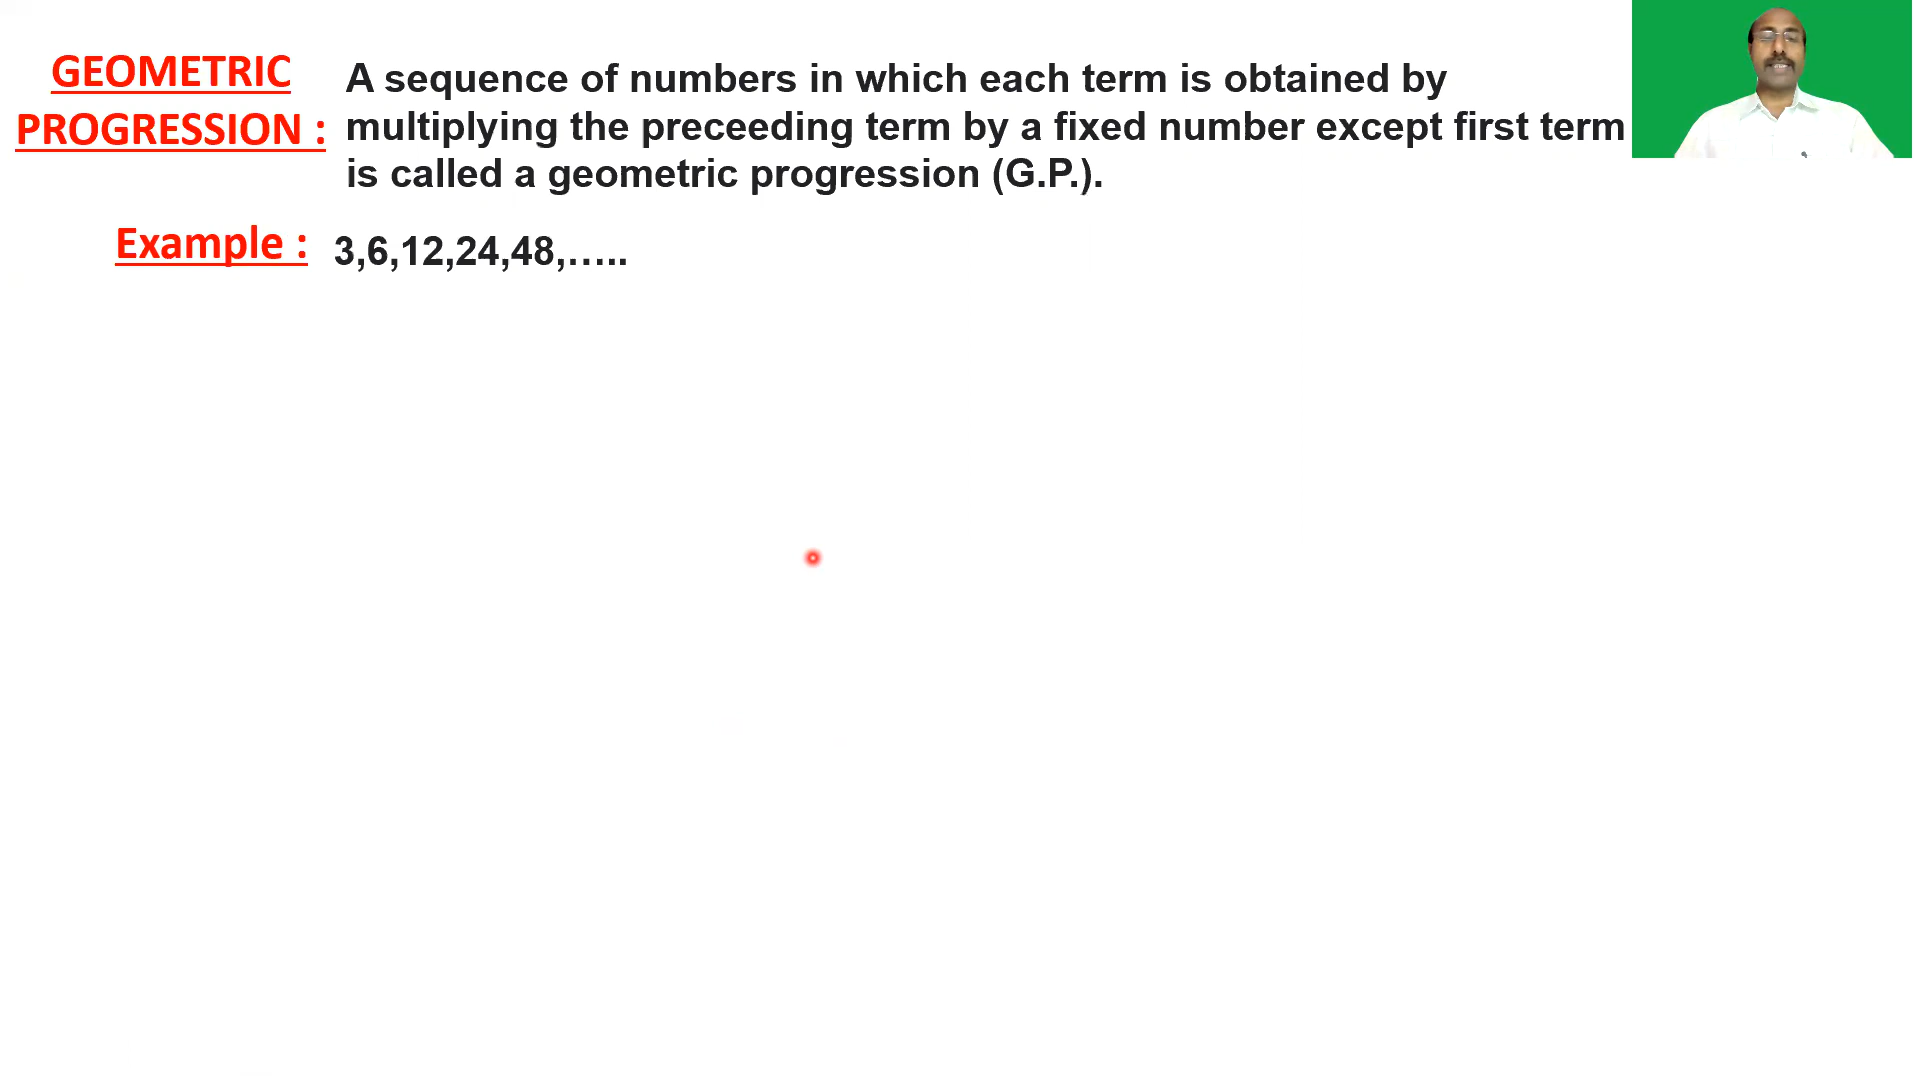 GEOMETRIC
PROGRESSION :
A sequence of numbers in which each term is obtained by
multiplying the preceeding term by a fixed number except first term
is called a geometric progression (G.P.).
Example :
3,6,12,24,48,…..